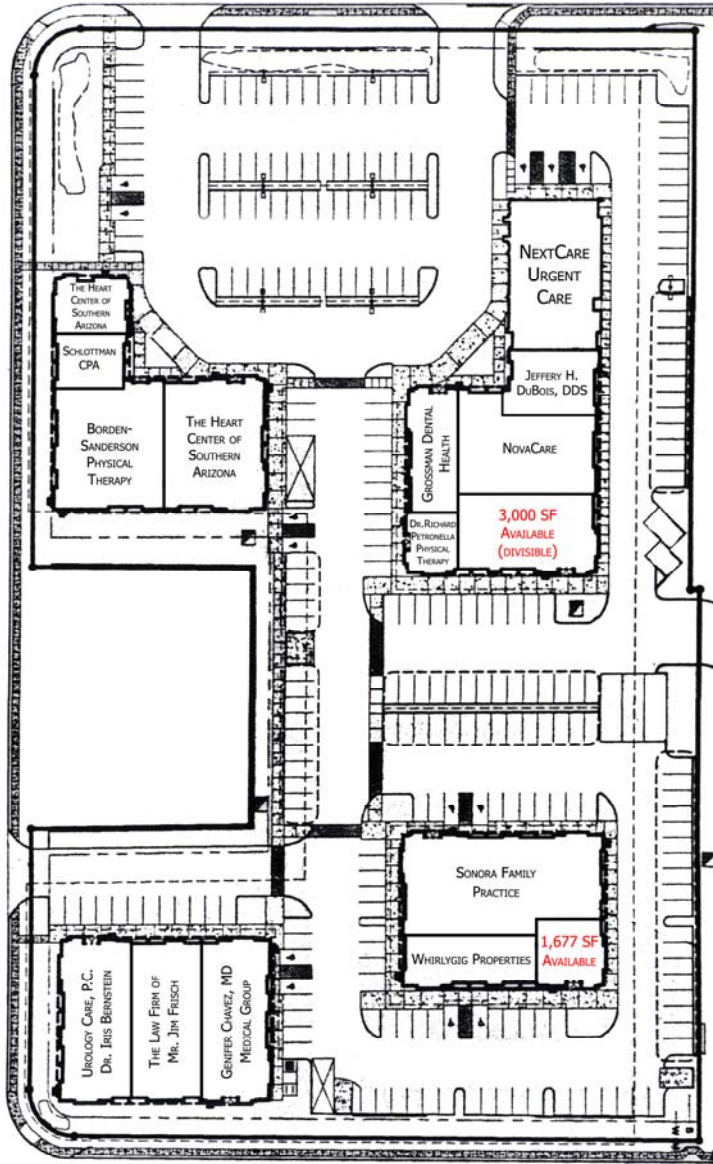 NextCare
Urgent
Care
The Heart
Center of
Southern
Arizona
Schlottman
CPA
Jeffery H.
DuBois, DDS
Borden-
Sanderson
Physical
Therapy
The Heart
Center of
Southern
Arizona
Grossman Dental
Health
NovaCare
Dr.Richard
Petronella
Physical
Therapy
3,000 SF
Available
(divisible)
Sonora Family
Practice
Whirlygig Properties
1,677 SF
Available
Urology Care, P.C.
Dr. Iris Bernstein
The Law Firm of
Mr. Jim Frisch
Genifer Chavez, MD
Medical Group